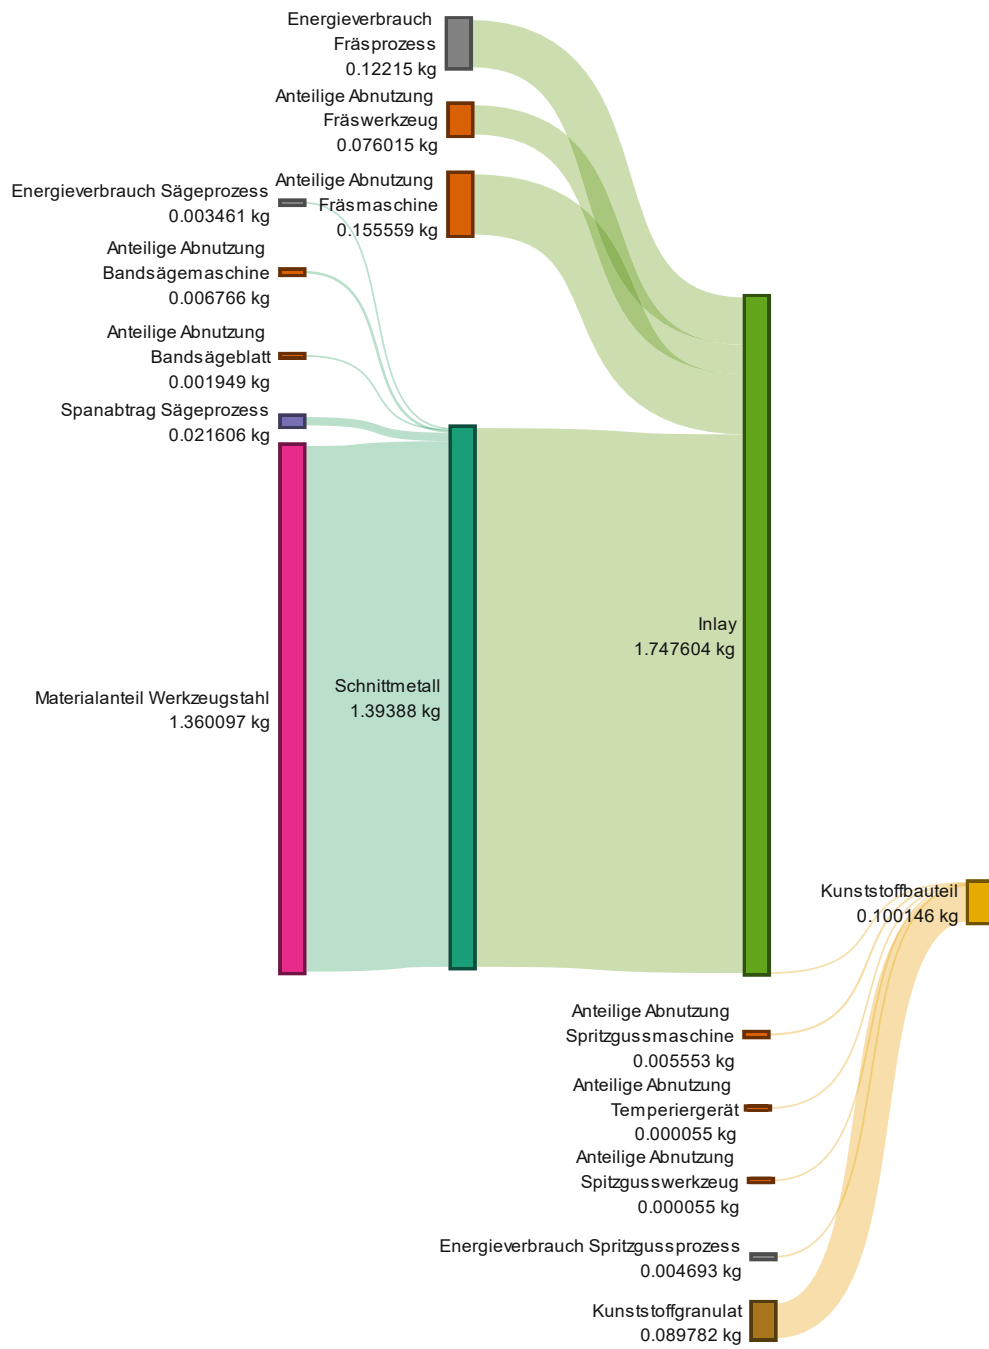 Energieverbrauch
Fräsprozess
0.12215 kg
Anteilige Abnutzung
Fräswerkzeug
0.076015 kg
Anteilige Abnutzung
Fräsmaschine
0.155559 kg
Energieverbrauch Sägeprozess
0.003461 kg
Anteilige Abnutzung
Bandsägemaschine
0.006766 kg
Anteilige Abnutzung
Bandsägeblatt
0.001949 kg
Spanabtrag Sägeprozess
0.021606 kg
Materialanteil Werkzeugstahl
1.360097 kg
Schnittmetall
1.39388 kg
Inlay
1.747604 kg
Kunststoffbauteil
0.100146 kg
Anteilige Abnutzung
Spritzgussmaschine
0.005553 kg
Anteilige Abnutzung
Temperiergerät
0.000055 kg
Anteilige Abnutzung
Spitzgusswerkzeug
0.000055 kg
Energieverbrauch Spritzgussprozess
0.004693 kg
Kunststoffgranulat
0.089782 kg